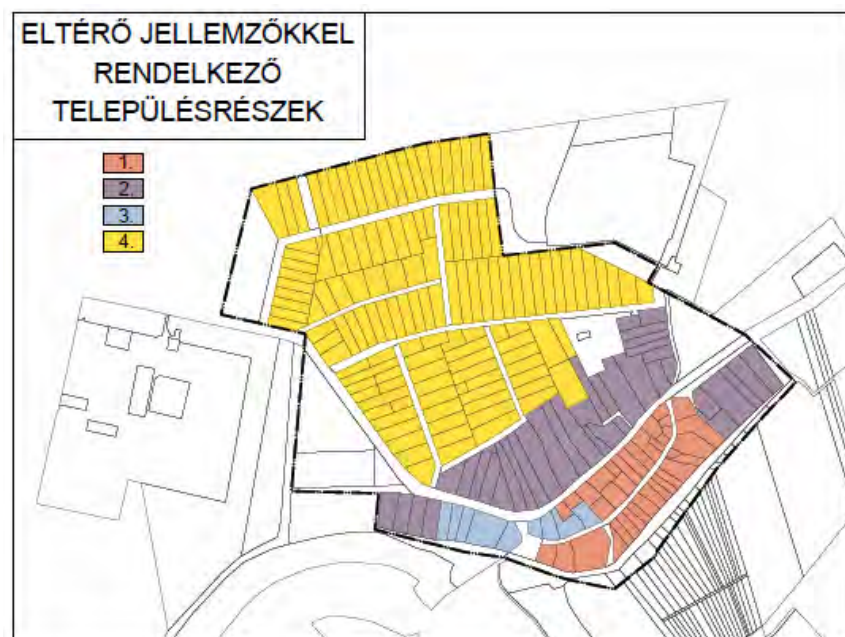 ELTÉRŐ JELLEMZŐKKEL
RENDELKEZŐ
TELEPÜLÉSRÉSZEK
1.
2.
3.
4.